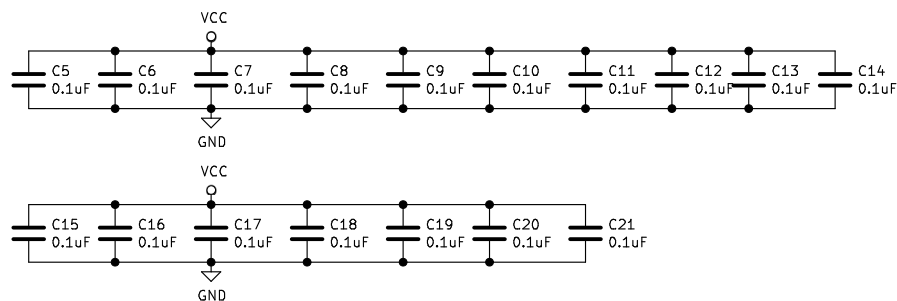 VCC
C5 C6 C7 C8 C9 C10 C11 C12 C13 C14
0.1uF 0.1uF 0.1uF 0.1uF 0.1uF 0.1uF 0.1uF 0.1uF 0.1uF 0.1uF
GND
VCC
C15 C16 C17 C18 C19 C20 C21
0.1uF 0.1uF 0.1uF 0.1uF 0.1uF 0.1uF 0.1uF
GND